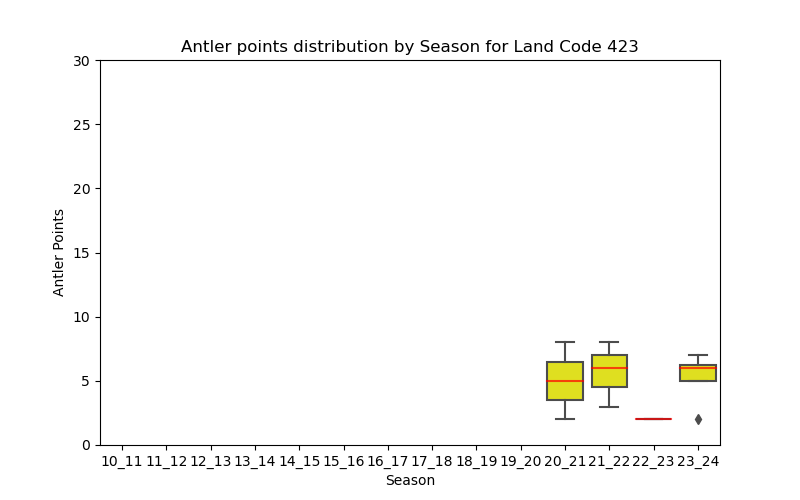 Antler points distribution by Season for Land Code 423
30
25
20
15
10
5
0
Antler Points
10_11 11_12 12_13 13_14 14_15 15_16 16_17 17_18 18_19 19_20 20_21 21_22 22_23 23_24
Season